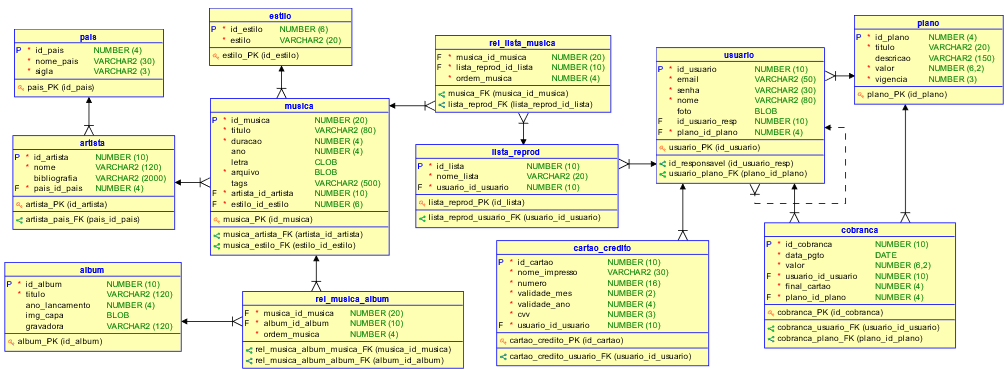 pais
P * id_pais NUMBER (4)
* nome_pais VARCHAR2 (30)
* sigla VARCHAR2 (3)
pais_PK (id_pais)
estilo
P * id_estilo NUMBER (6)
* estilo VARCHAR2 (20)
estilo_PK (id_estilo)
rel_lista_musica
F * musica_id_musica NUMBER (20)
F * lista_reprod_id_lista NUMBER (10)
* ordem_musica NUMBER (4)
musica_FK (musica_id_musica)
lista_reprod_FK (lista_reprod_id_lista)
usuario
P * id_usuario NUMBER (10)
* email VARCHAR2 (50)
* senha VARCHAR2 (30)
* nome VARCHAR2 (80)
foto BLOB
F id_usuario_resp NUMBER (10)
F * plano_id_plano NUMBER (4)
usuario_PK (id_usuario)
id_responsavel (id_usuario_resp)
usuario_plano_FK (plano_id_plano)
plano
P * id_plano NUMBER (4)
* titulo VARCHAR2 (20)
descricao VARCHAR2 (150)
* valor NUMBER (6,2)
* vigencia NUMBER (3)
plano_PK (id_plano)
artista
P * id_artista NUMBER (10)
* nome VARCHAR2 (120)
bibliografia VARCHAR2 (2000)
F * pais_id_pais NUMBER (4)
artista_PK (id_artista)
artista_pais_FK (pais_id_pais)
musica
P * id_musica NUMBER (20)
* titulo VARCHAR2 (80)
* duracao NUMBER (4)
ano NUMBER (4)
letra CLOB
* arquivo BLOB
tags VARCHAR2 (500)
F * artista_id_artista NUMBER (10)
F * estilo_id_estilo NUMBER (6)
musica_PK (id_musica)
musica_artista_FK (artista_id_artista)
musica_estilo_FK (estilo_id_estilo)
lista_reprod
P * id_lista NUMBER (10)
* nome_lista VARCHAR2 (20)
F * usuario_id_usuario NUMBER (10)
lista_reprod_PK (id_lista)
lista_reprod_usuario_FK (usuario_id_usuario)
album
P * id_album NUMBER (10)
* titulo VARCHAR2 (120)
ano_lancamento NUMBER (4)
img_capa BLOB
gravadora VARCHAR2 (120)
album_PK (id_album)
rel_musica_album
F * musica_id_musica NUMBER (20)
F * album_id_album NUMBER (10)
* ordem_musica NUMBER (4)
rel_musica_album_musica_FK (musica_id_musica)
rel_musica_album_album_FK (album_id_album)
cartao_credito
P * id_cartao NUMBER (10)
* nome_impresso VARCHAR2 (30)
* numero NUMBER (16)
* validade_mes NUMBER (2)
* validade_ano NUMBER (4)
* cvv NUMBER (3)
F * usuario_id_usuario NUMBER (10)
cartao_credito_PK (id_cartao)
cartao_credito_usuario_FK (usuario_id_usuario)
cobranca
P * id_cobranca NUMBER (10)
* data_pgto DATE
* valor NUMBER (6,2)
F * usuario_id_usuario NUMBER (10)
* final_cartao NUMBER (4)
F * plano_id_plano NUMBER (4)
cobranca_PK (id_cobranca)
cobranca_usuario_FK (usuario_id_usuario)
cobranca_plano_FK (plano_id_plano)